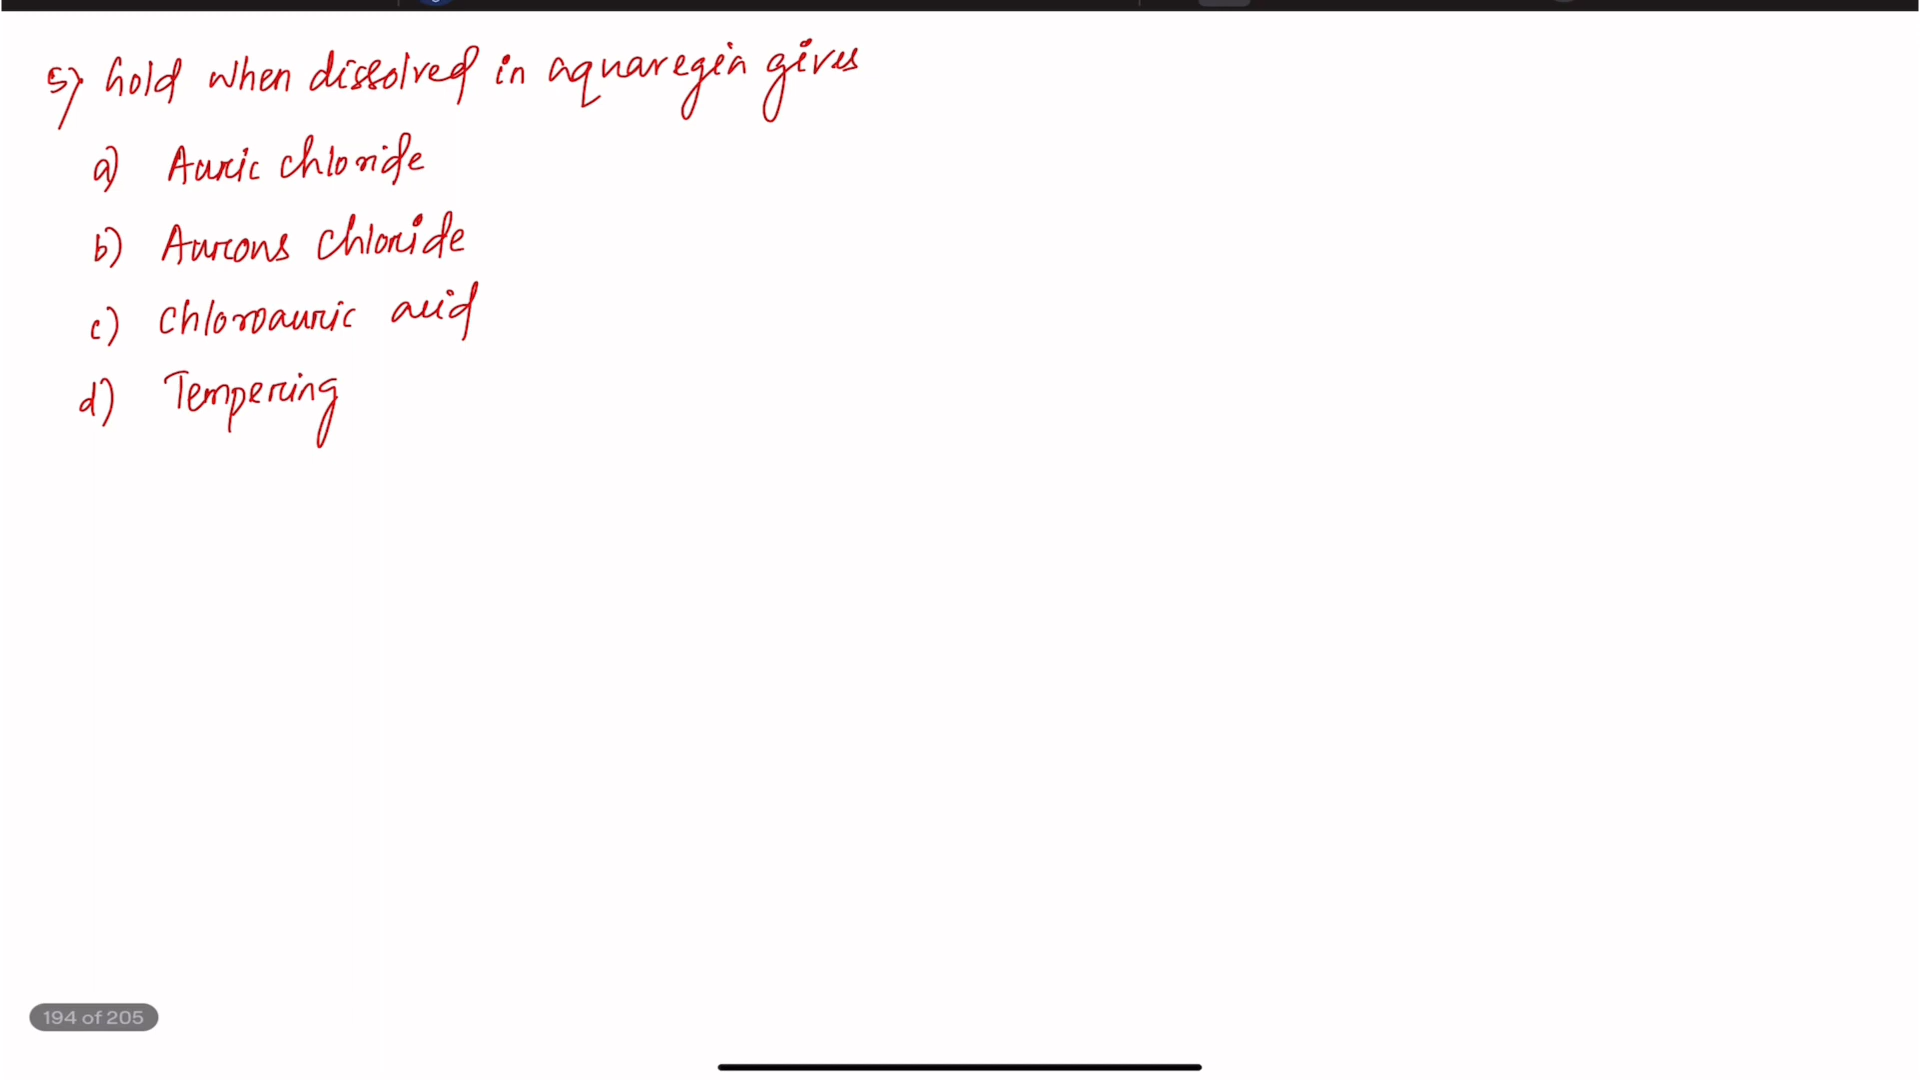 5) Gold when dissolved in aquaregia gives
a) Auric chloride
b) Aurous chloride
c) Chloroauric acid
d) Tempering
194 of 205